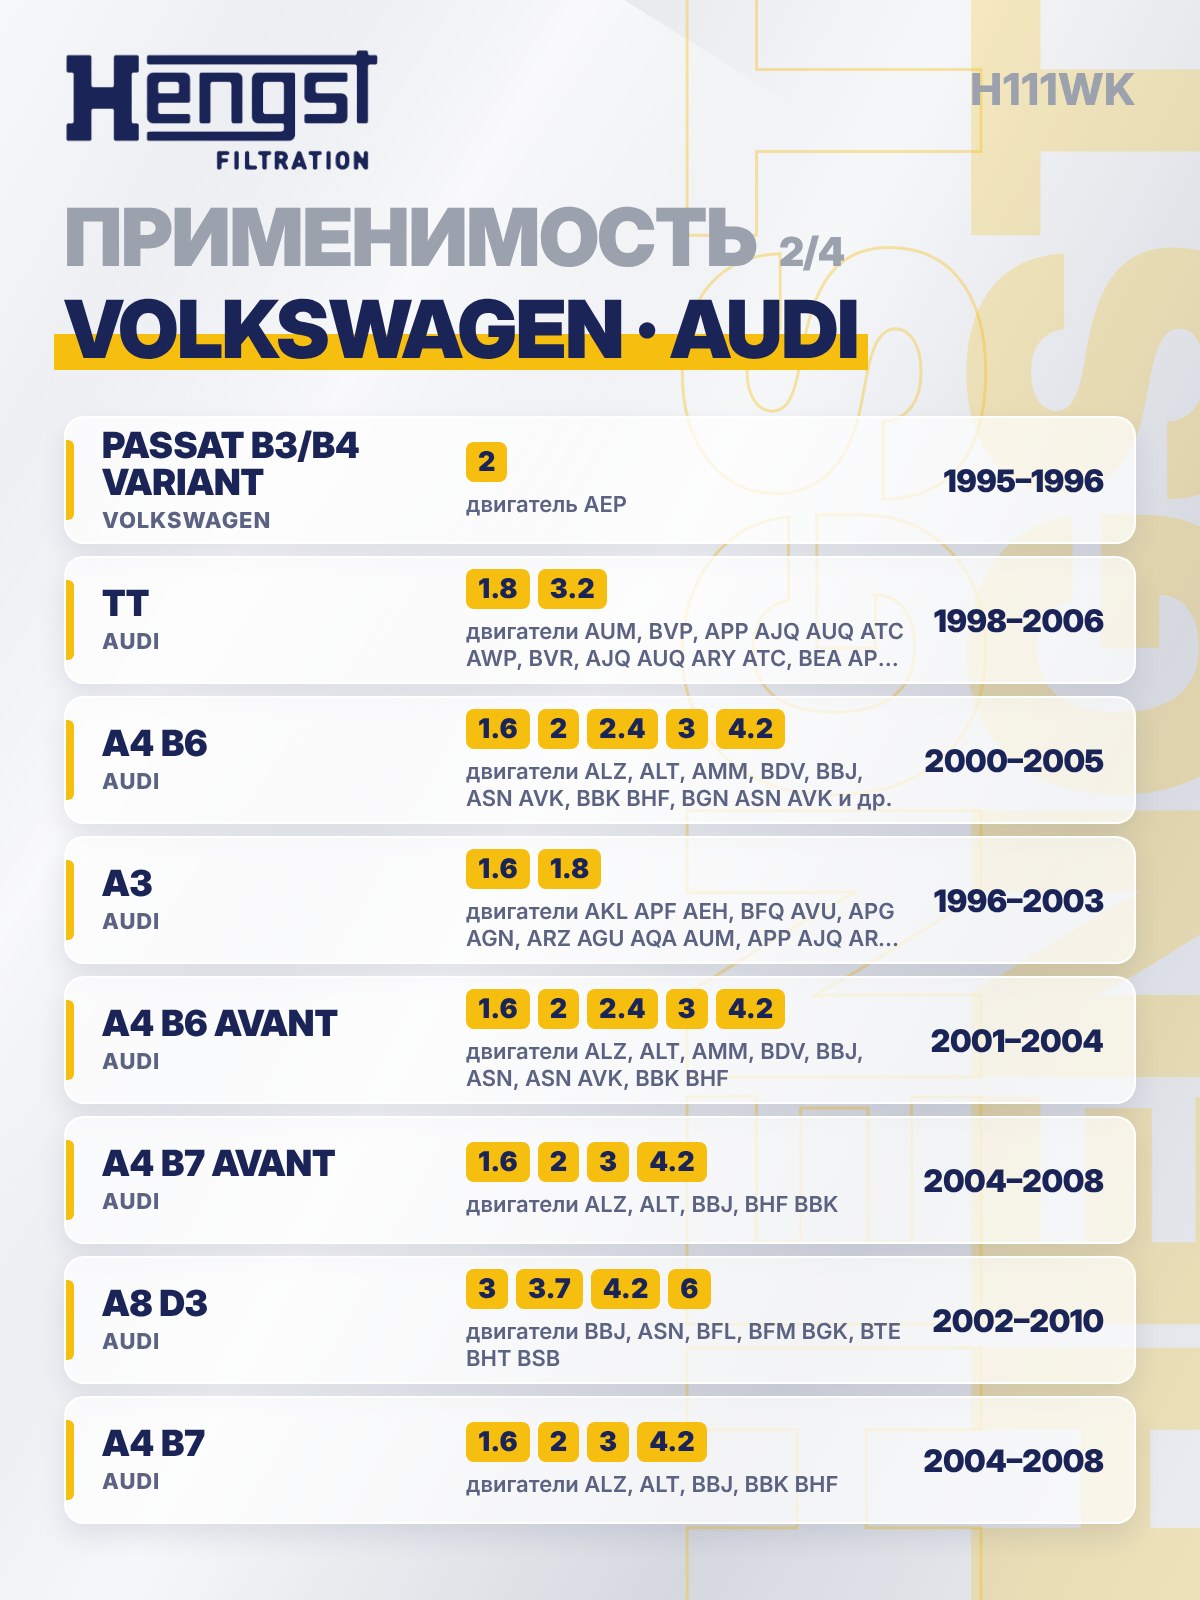 Hengst
FILTRATION
H111WK
ПРИМЕНИМОСТЬ 2/4
VOLKSWAGEN · AUDI
PASSAT B3/B4
VARIANT
VOLKSWAGEN
2
двигатель AEP
1995–1996
TT
AUDI
1.8 3.2
двигатели AUM, BVP, APP AJQ AUQ ATC
AWP, BVR, AJQ AUQ ARY ATC, BEA AP...
1998–2006
A4 B6
AUDI
1.6 2 2.4 3 4.2
двигатели ALZ, ALT, AMM, BDV, BBJ,
ASN AVK, BBK BHF, BGN ASN AVK и др.
2000–2005
A3
AUDI
1.6 1.8
двигатели AKL APF AEH, BFQ AVU, APG
AGN, ARZ AGU AQA AUM, APP AJQ AR...
1996–2003
A4 B6 AVANT
AUDI
1.6 2 2.4 3 4.2
двигатели ALZ, ALT, AMM, BDV, BBJ,
ASN, ASN AVK, BBK BHF
2001–2004
A4 B7 AVANT
AUDI
1.6 2 3 4.2
двигатели ALZ, ALT, BBJ, BHF BBK
2004–2008
A8 D3
AUDI
3 3.7 4.2 6
двигатели BBJ, ASN, BFL, BFM BGK, BTE
BHT BSB
2002–2010
A4 B7
AUDI
1.6 2 3 4.2
двигатели ALZ, ALT, BBJ, BBK BHF
2004–2008
HENGST
HENGST